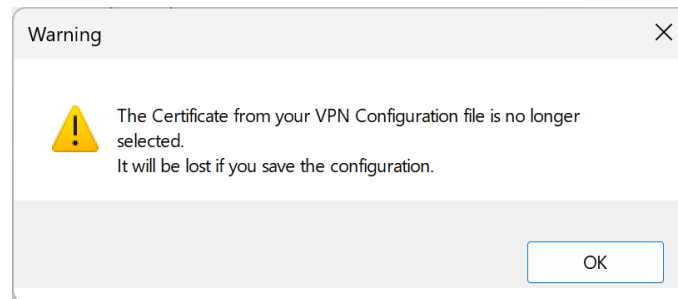 Warning
The Certificate from your VPN Configuration file is no longer
selected.
It will be lost if you save the configuration.
OK